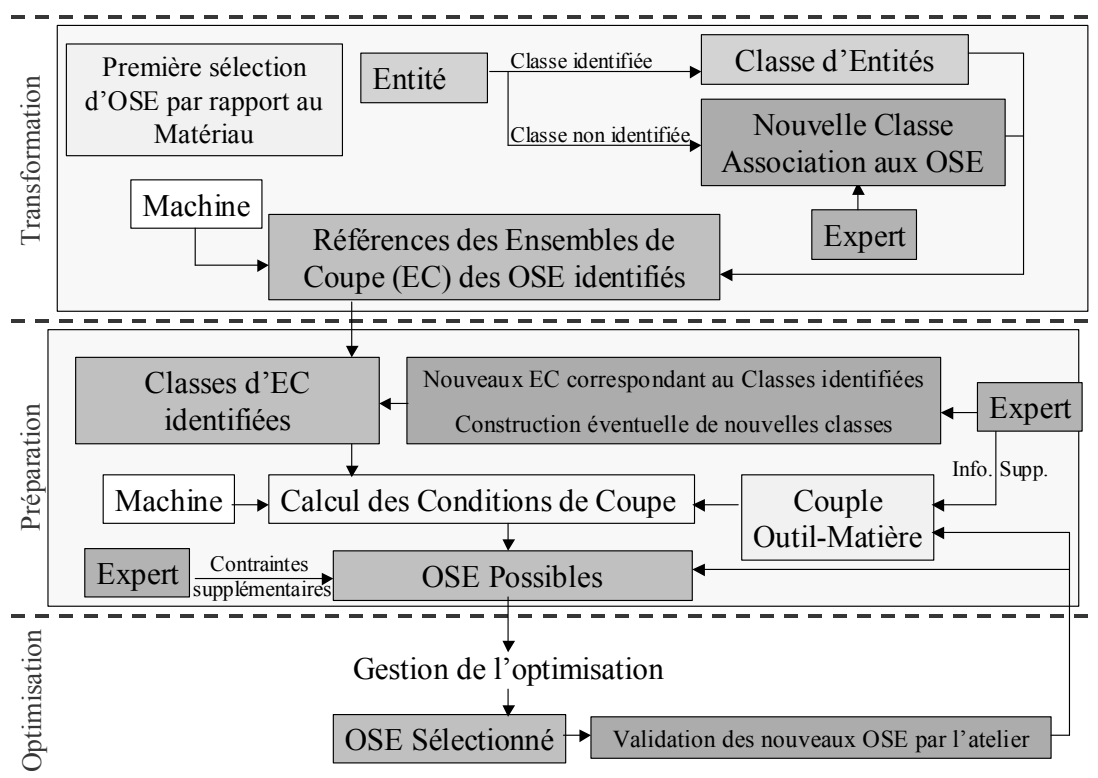 Transformation
Première sélection
d'OSE par rapport au
Matériau
Entité
Classe identifiée
Classe d'Entités
Classe non identifiée
Nouvelle Classe
Association aux OSE
Machine
Expert
Références des Ensembles de
Coupe (EC) des OSE identifiés
Préparation
Classes d'EC
identifiées
Nouveaux EC correspondant au Classes identifiées
Construction éventuelle de nouvelles classes
Expert
Info. Supp.
Machine
Calcul des Conditions de Coupe
Couple
Outil-Matière
Expert
Contraintes
supplémentaires
OSE Possibles
Optimisation
Gestion de l'optimisation
OSE Sélectionné
Validation des nouveaux OSE par l'atelier